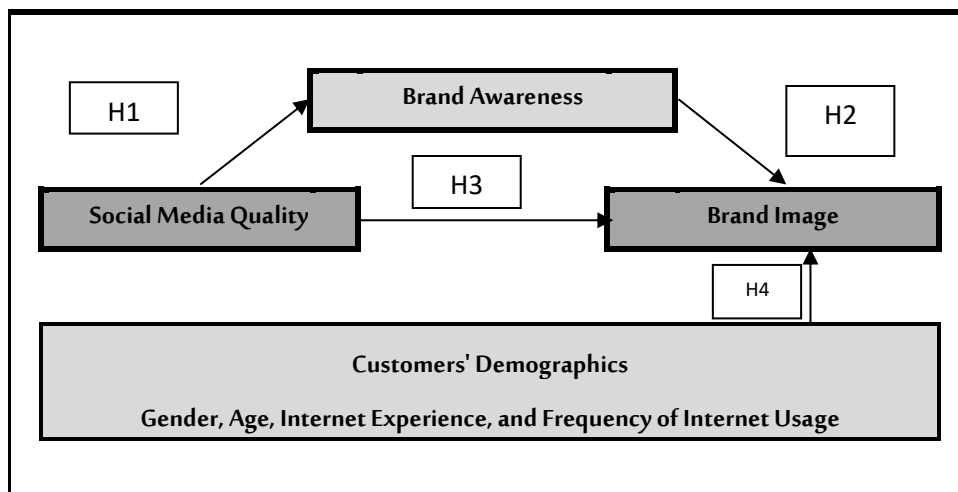 Brand Awareness
H1
H2
H3
Social Media Quality
Brand Image
H4
Customers' Demographics
Gender, Age, Internet Experience, and Frequency of Internet Usage